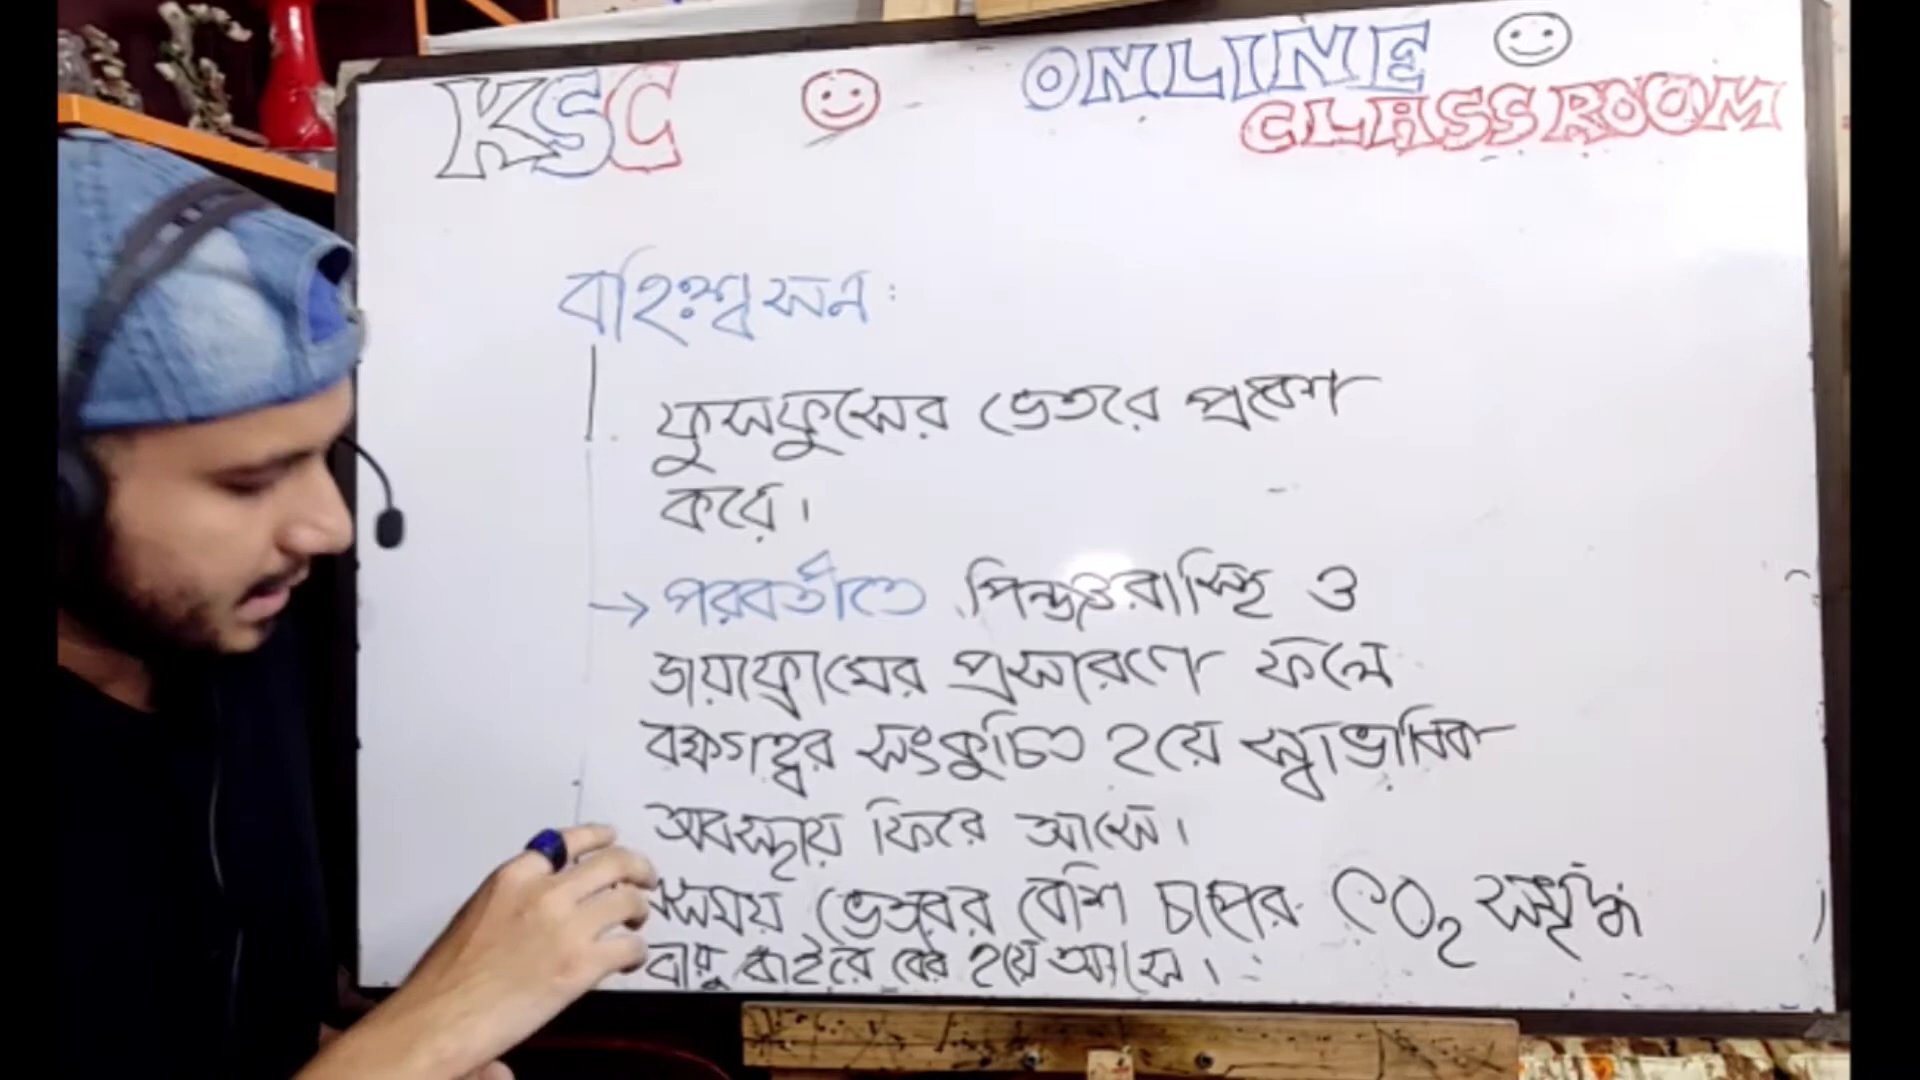 KSC
ONLINE
CLASSROOM
বহিঃশ্বসন:
ফুসফুসের ভেতরে প্রবেশ
করে।
→ পরবর্তীতে পিঞ্জরাস্থি ও
ডায়াফ্রামের প্রসারণে ফলে
বক্ষগহ্বর সংকুচিত হয়ে স্বাভাবিক
অবস্থায় ফিরে আসে।
সময় ভেতরের বেশি চাপের CO₂ সমৃদ্ধ
বায়ু বাইরে বের হয়ে আসে।